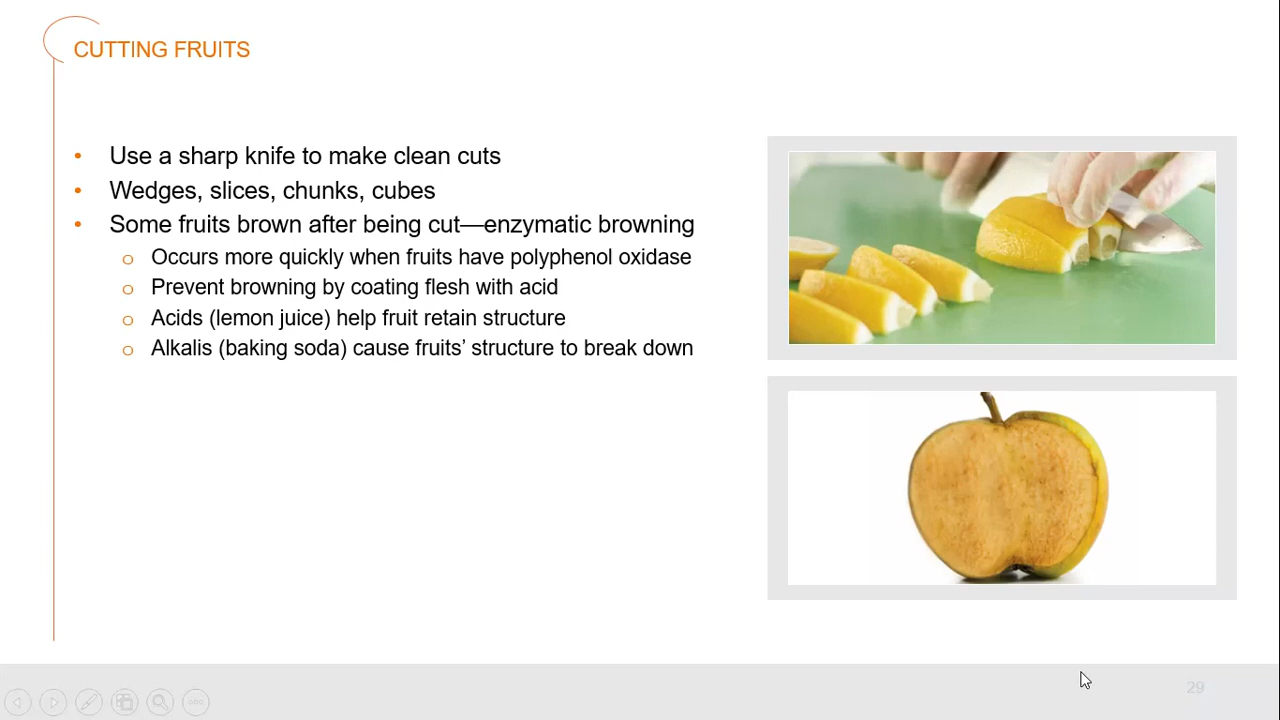 CUTTING FRUITS
• Use a sharp knife to make clean cuts
• Wedges, slices, chunks, cubes
• Some fruits brown after being cut—enzymatic browning
o Occurs more quickly when fruits have polyphenol oxidase
o Prevent browning by coating flesh with acid
o Acids (lemon juice) help fruit retain structure
o Alkalis (baking soda) cause fruits’ structure to break down
29